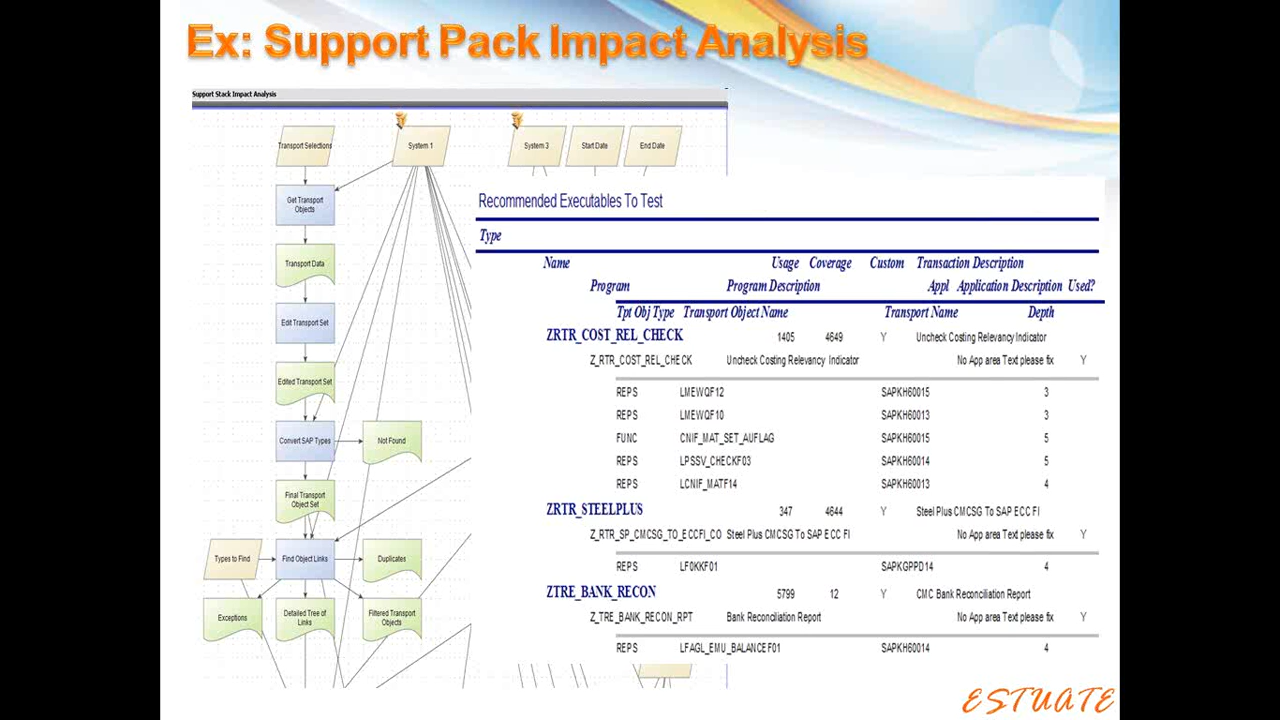 Ex: Support Pack Impact Analysis
Support Stack Impact Analysis
Transport Selections
System 1
System 3
Start Date
End Date
Get Transport
Objects
Transport Data
Edit Transport Set
Edited Transport Set
Convert SAP Types
Not Found
Final Transport
Object Set
Types to Find
Find Object Links
Duplicates
Exceptions
Detailed Tree of
Links
Filtered Transport
Objects
Recommended Executables To Test
Type
Name Usage Coverage Custom Transaction Description
Program Program Description Appl Application Description Used?
Tpt Obj Type Transport Object Name Transport Name Depth
ZRTR_COST_REL_CHECK 1405 4649 Y Uncheck Costing Relevancy Indicator
Z_RTR_COST_REL_CHECK Uncheck Costing Relevancy Indicator No App area Text please fix Y
REPS LMEWQF12 SAPKH60015 3
REPS LMEWQF10 SAPKH60013 3
FUNC CNIF_MAT_SET_AUFLAG SAPKH60015 5
REPS LPSSV_CHECKF03 SAPKH60014 5
REPS LCNIF_MATF14 SAPKH60013 4
ZRTR_STEELPLUS 347 4644 Y Steel Plus CMCSG To SAP ECC FI
Z_RTR_SP_CMCSG_TO_ECCFI_CO Steel Plus CMCSG To SAP ECC FI No App area Text please fix Y
REPS LF0KKF01 SAPKGPPD14 4
ZTRE_BANK_RECON 5799 12 Y CMC Bank Reconciliation Report
Z_TRE_BANK_RECON_RPT Bank Reconciliation Report No App area Text please fix Y
REPS LFAGL_EMU_BALANCEF01 SAPKH60014 4
ESTUATE